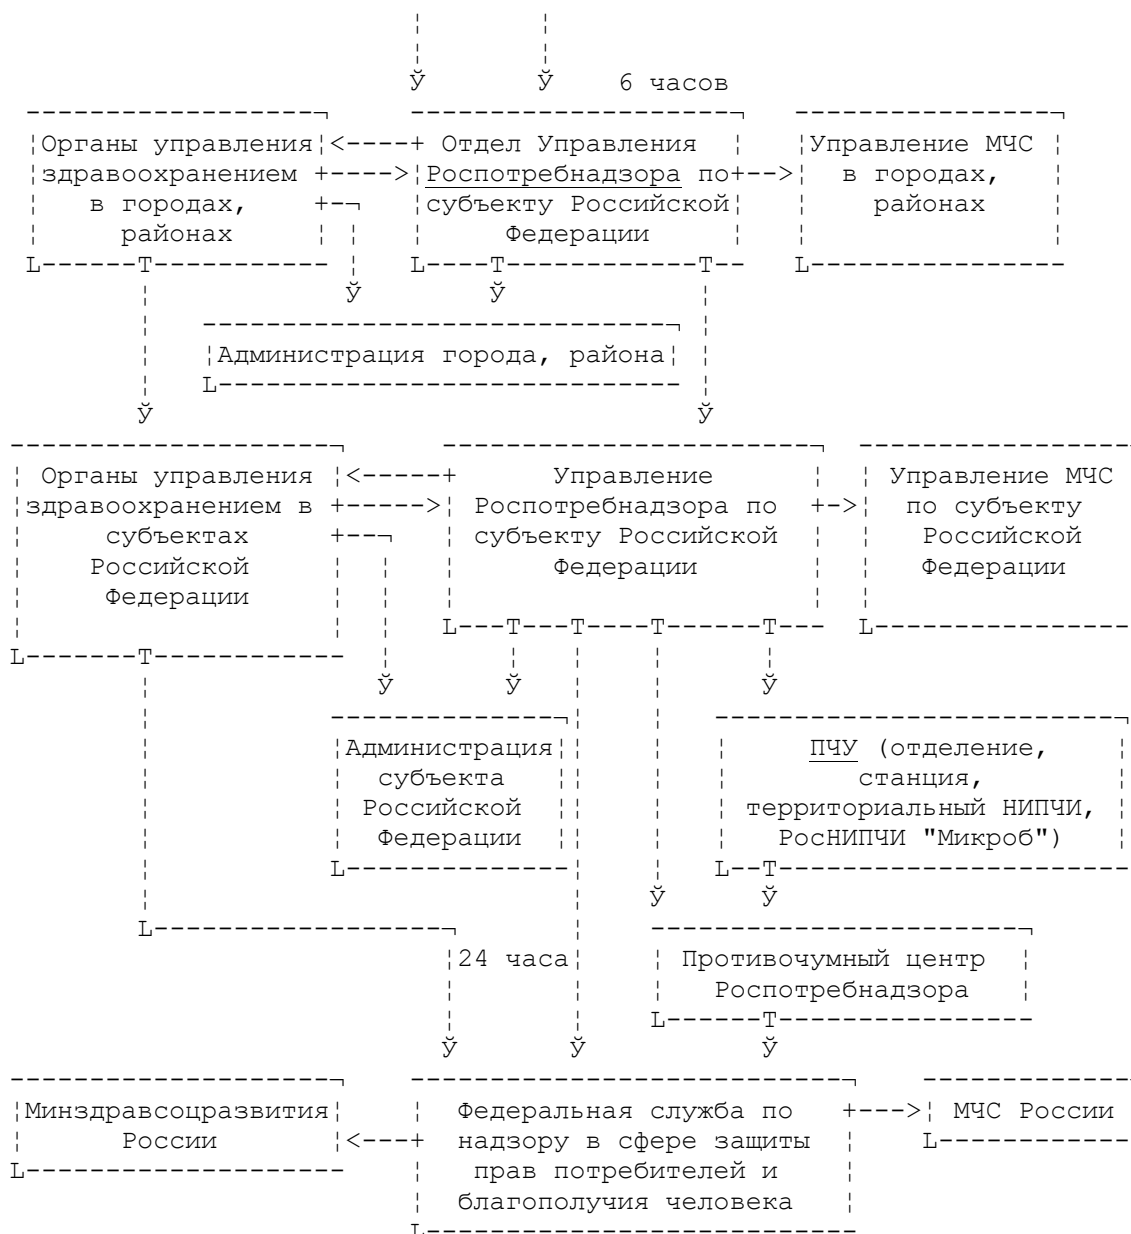 6 часов
Органы управления
здравоохранением
в городах,
районах
Отдел Управления
Роспотребнадзора по
субъекту Российской
Федерации
Управление МЧС
в городах,
районах
Администрация города, района
Органы управления
здравоохранением в
субъектах
Российской
Федерации
Управление
Роспотребнадзора по
субъекту Российской
Федерации
Управление МЧС
по субъекту
Российской
Федерации
Администрация
субъекта
Российской
Федерации
ПЧУ (отделение,
станция,
территориальный НИПЧИ,
РосНИПЧИ "Микроб")
24 часа
Противочумный центр
Роспотребнадзора
Минздравсоцразвития
России
Федеральная служба по
надзору в сфере защиты
прав потребителей и
благополучия человека
МЧС России